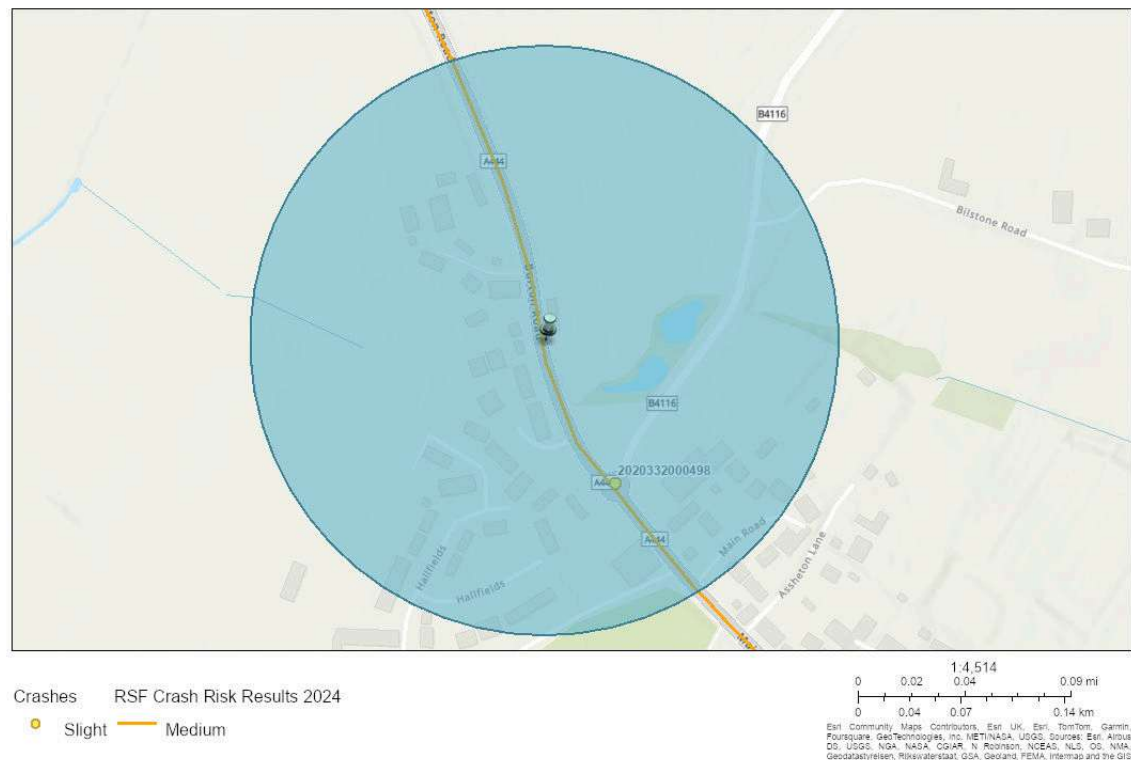 B4116
A444
Bilstone Road
Burton Road
B4116
2020332000498
A444
Main Road
Assheton Lane
Hallfields
Hallfields
1:4,514
0 0.02 0.04 0.09 mi
0 0.04 0.07 0.14 km
Crashes RSF Crash Risk Results 2024
Slight Medium
Esri Community Maps Contributors, Esri UK, Esri, TomTom, Garmin,
Foursquare, GeoTechnologies, Inc, METI/NASA, USGS, Sources: Esri, Airbus
DS, USGS, NGA, NASA, CGIAR, N Robinson, NCEAS, NLS, OS, NMA,
Geodatastyrelsen, Rijkswaterstaat, GSA, Geoland, FEMA, Intermap and the GIS